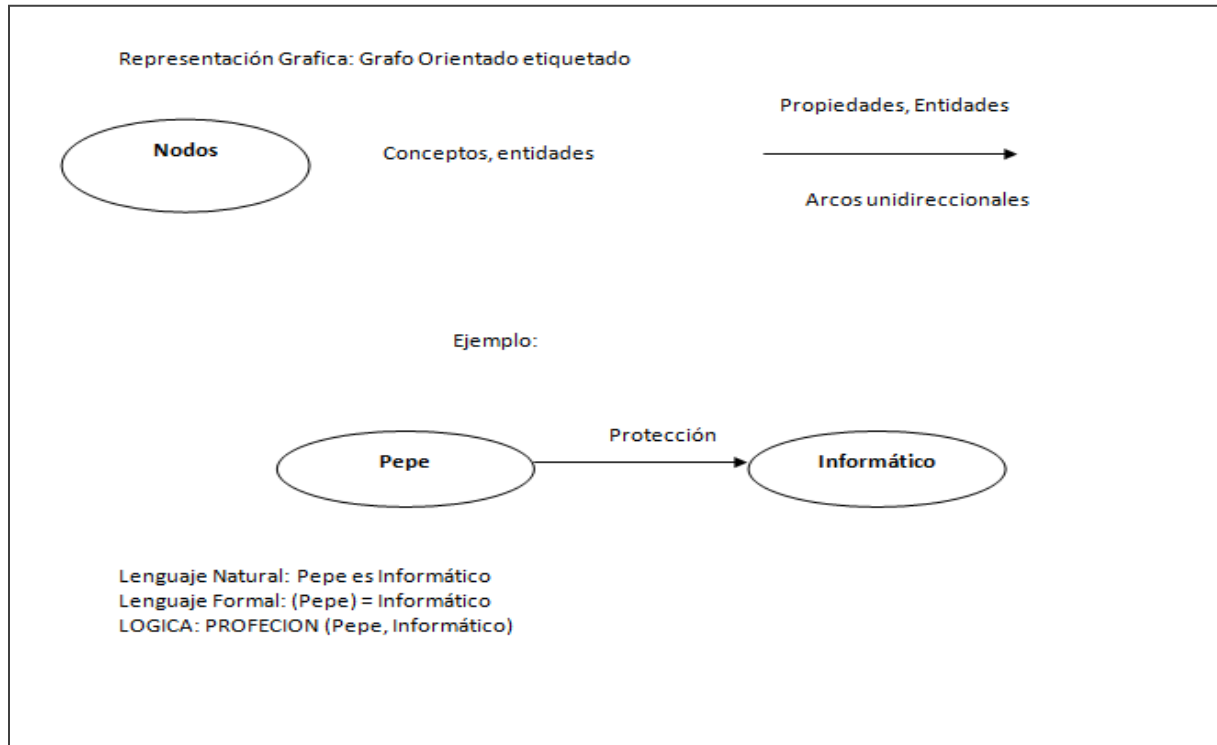 Representación Grafica: Grafo Orientado etiquetado
Propiedades, Entidades
Nodos
Conceptos, entidades
Arcos unidireccionales
Ejemplo:
Protección
Pepe
Informático
Lenguaje Natural: Pepe es Informático
Lenguaje Formal: (Pepe) = Informático
LOGICA: PROFECION (Pepe, Informático)